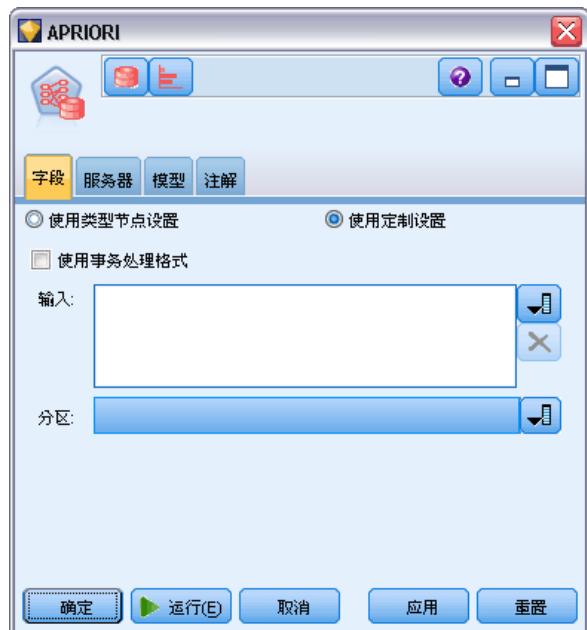 APRIORI
字段 服务器 模型 注解
使用类型节点设置 使用定制设置
使用事务处理格式
输入:
分区:
确定 运行(E) 取消 应用 重置